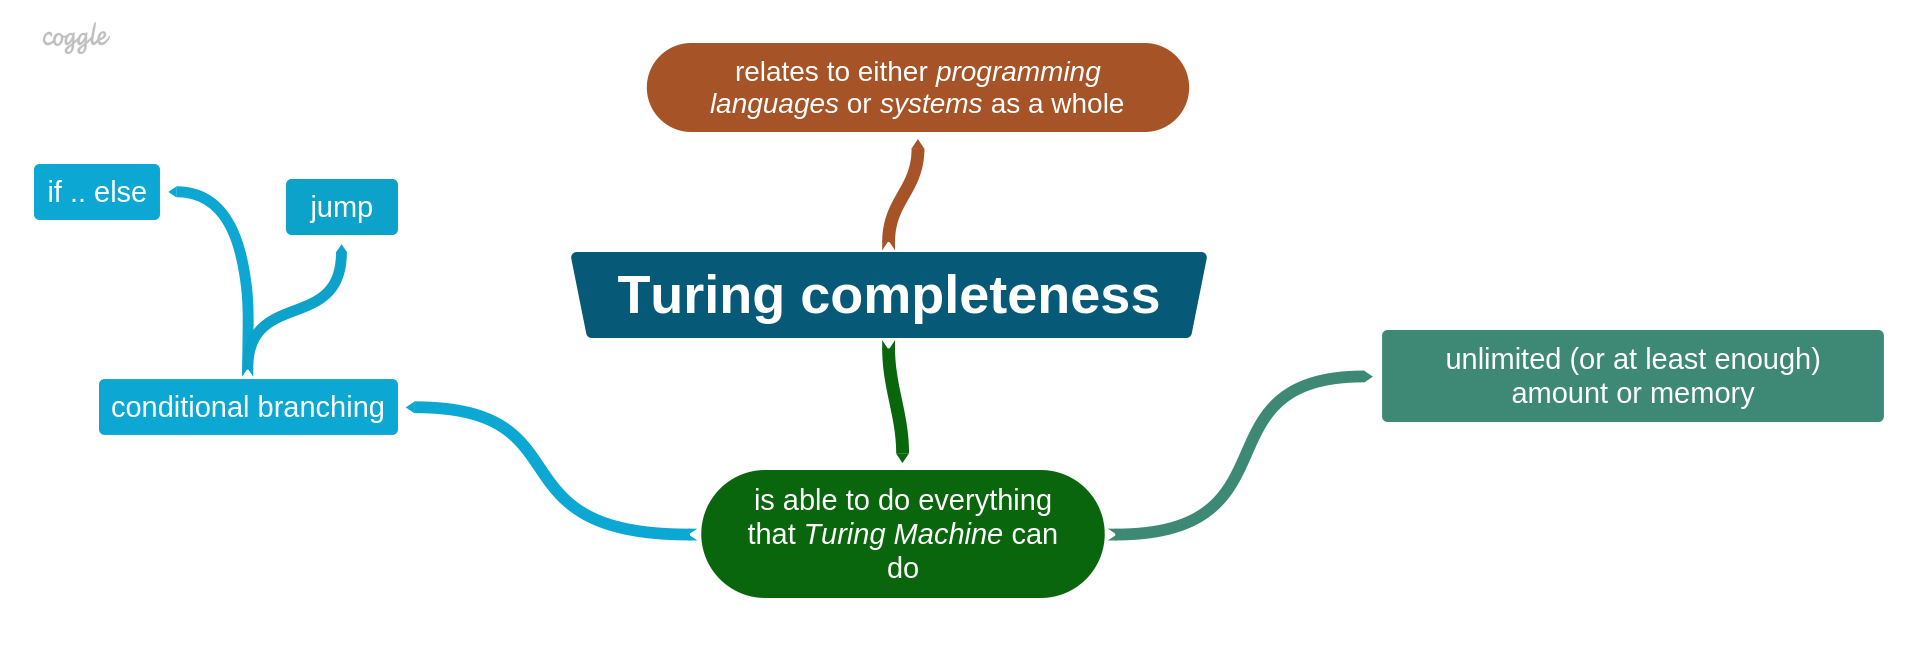 coggle
relates to either programming
languages or systems as a whole
if .. else
jump
Turing completeness
unlimited (or at least enough)
amount or memory
conditional branching
is able to do everything
that Turing Machine can
do